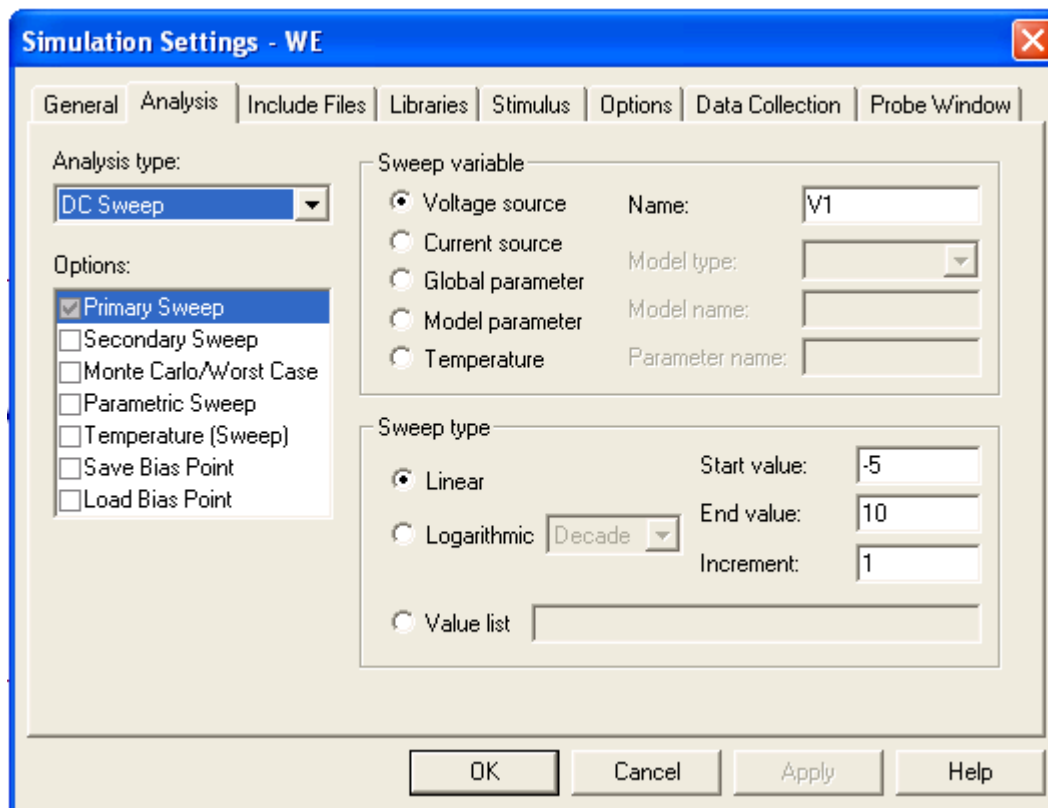 Simulation Settings - WE
General Analysis Include Files Libraries Stimulus Options Data Collection Probe Window
Analysis type:
DC Sweep
Options:
Primary Sweep
Secondary Sweep
Monte Carlo/Worst Case
Parametric Sweep
Temperature (Sweep)
Save Bias Point
Load Bias Point
Sweep variable
Voltage source
Current source
Global parameter
Model parameter
Temperature
Name: V1
Model type:
Model name:
Parameter name:
Sweep type
Linear
Logarithmic Decade
Value list
Start value: -5
End value: 10
Increment: 1
OK Cancel Apply Help